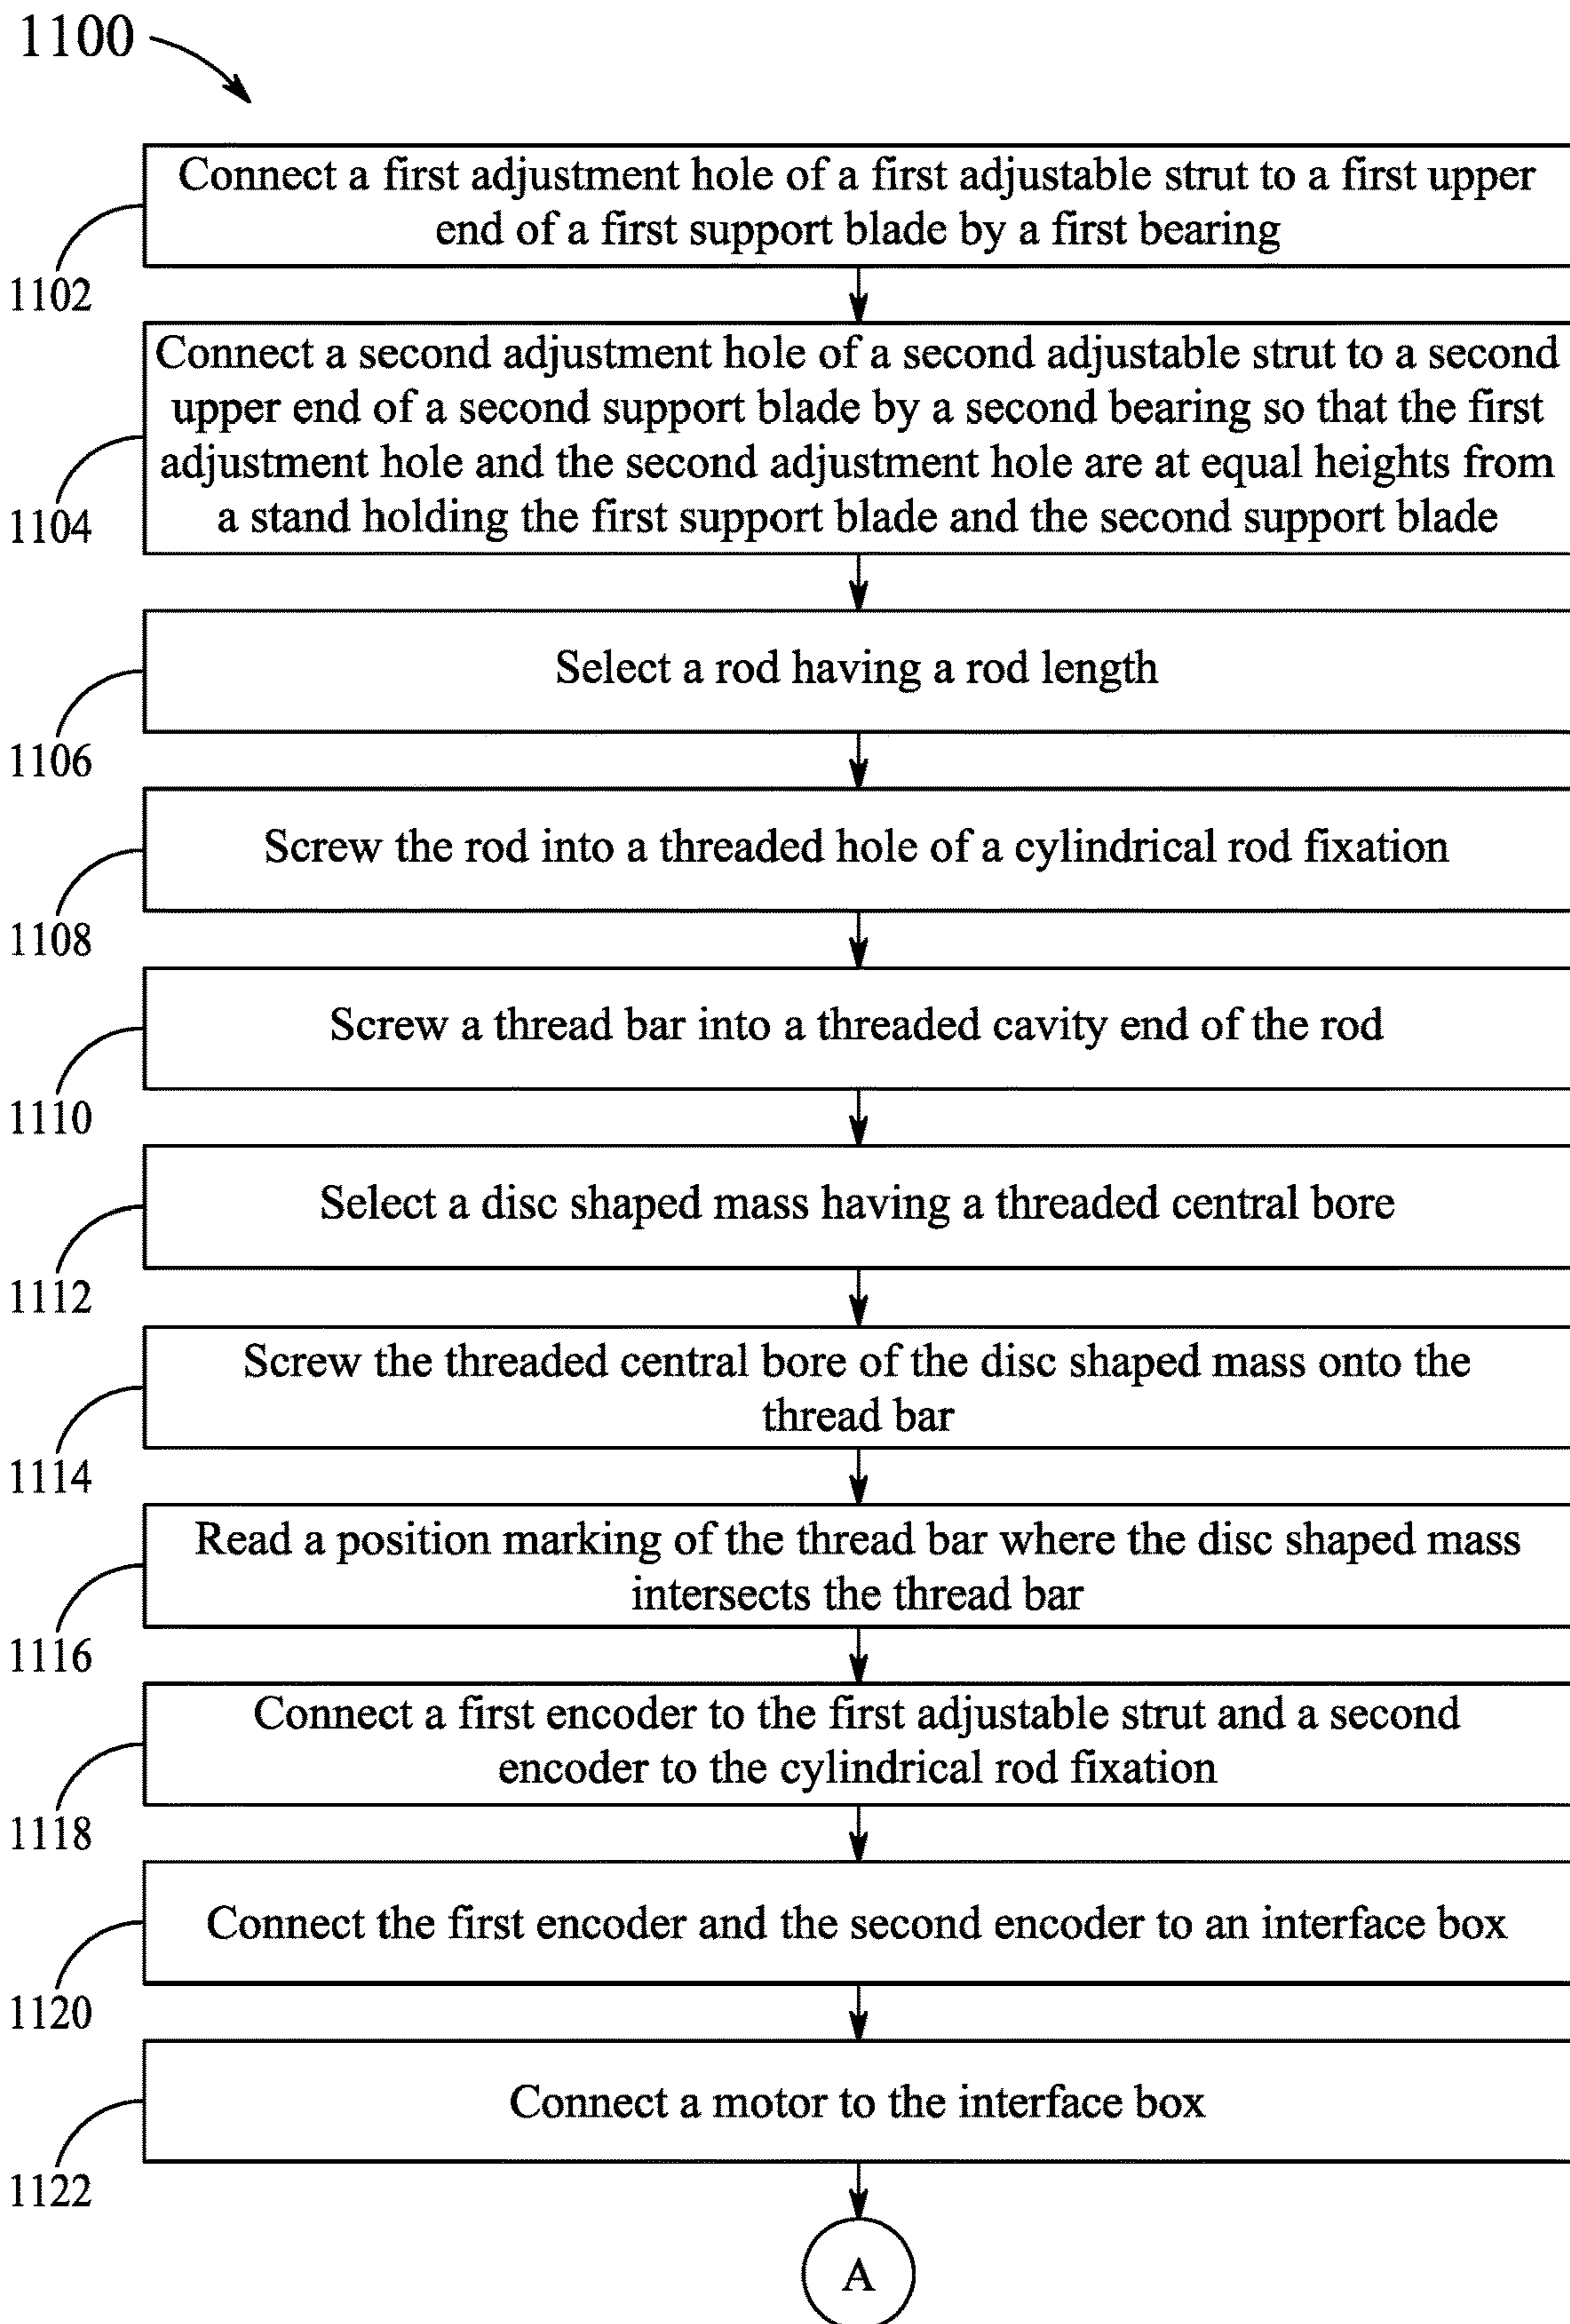 1100
Connect a first adjustment hole of a first adjustable strut to a first upper
end of a first support blade by a first bearing
1102
Connect a second adjustment hole of a second adjustable strut to a second
upper end of a second support blade by a second bearing so that the first
adjustment hole and the second adjustment hole are at equal heights from
a stand holding the first support blade and the second support blade
1104
Select a rod having a rod length
1106
Screw the rod into a threaded hole of a cylindrical rod fixation
1108
Screw a thread bar into a threaded cavity end of the rod
1110
Select a disc shaped mass having a threaded central bore
1112
Screw the threaded central bore of the disc shaped mass onto the
thread bar
1114
Read a position marking of the thread bar where the disc shaped mass
intersects the thread bar
1116
Connect a first encoder to the first adjustable strut and a second
encoder to the cylindrical rod fixation
1118
Connect the first encoder and the second encoder to an interface box
1120
Connect a motor to the interface box
1122
A